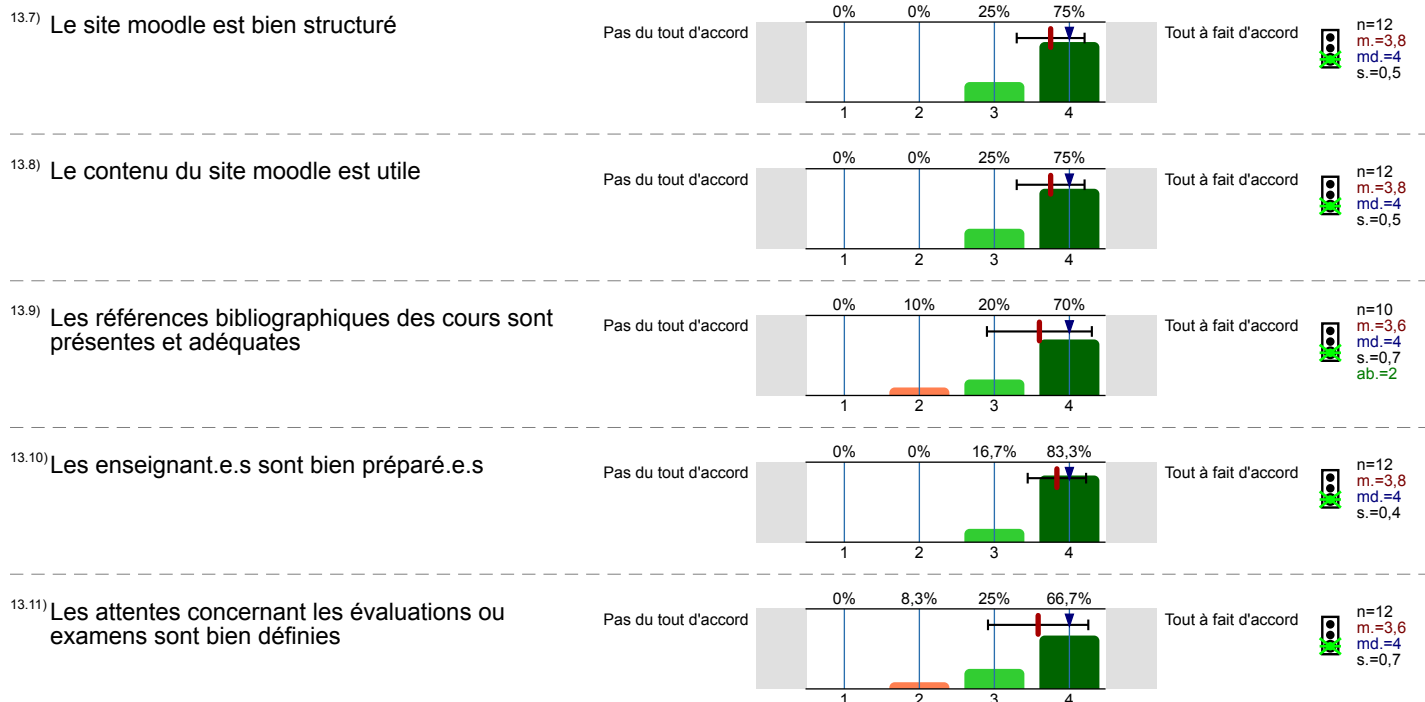 13.7) Le site moodle est bien structuré
Pas du tout d'accord
0% 0% 25% 75%
1 2 3 4
Tout à fait d'accord
n=12
m.=3,8
md.=4
s.=0,5
13.8) Le contenu du site moodle est utile
Pas du tout d'accord
0% 0% 25% 75%
1 2 3 4
Tout à fait d'accord
n=12
m.=3,8
md.=4
s.=0,5
13.9) Les références bibliographiques des cours sont
présentes et adéquates
Pas du tout d'accord
0% 10% 20% 70%
1 2 3 4
Tout à fait d'accord
n=10
m.=3,6
md.=4
s.=0,7
ab.=2
13.10) Les enseignant.e.s sont bien préparé.e.s
Pas du tout d'accord
0% 0% 16,7% 83,3%
1 2 3 4
Tout à fait d'accord
n=12
m.=3,8
md.=4
s.=0,4
13.11) Les attentes concernant les évaluations ou
examens sont bien définies
Pas du tout d'accord
0% 8,3% 25% 66,7%
1 2 3 4
Tout à fait d'accord
n=12
m.=3,6
md.=4
s.=0,7